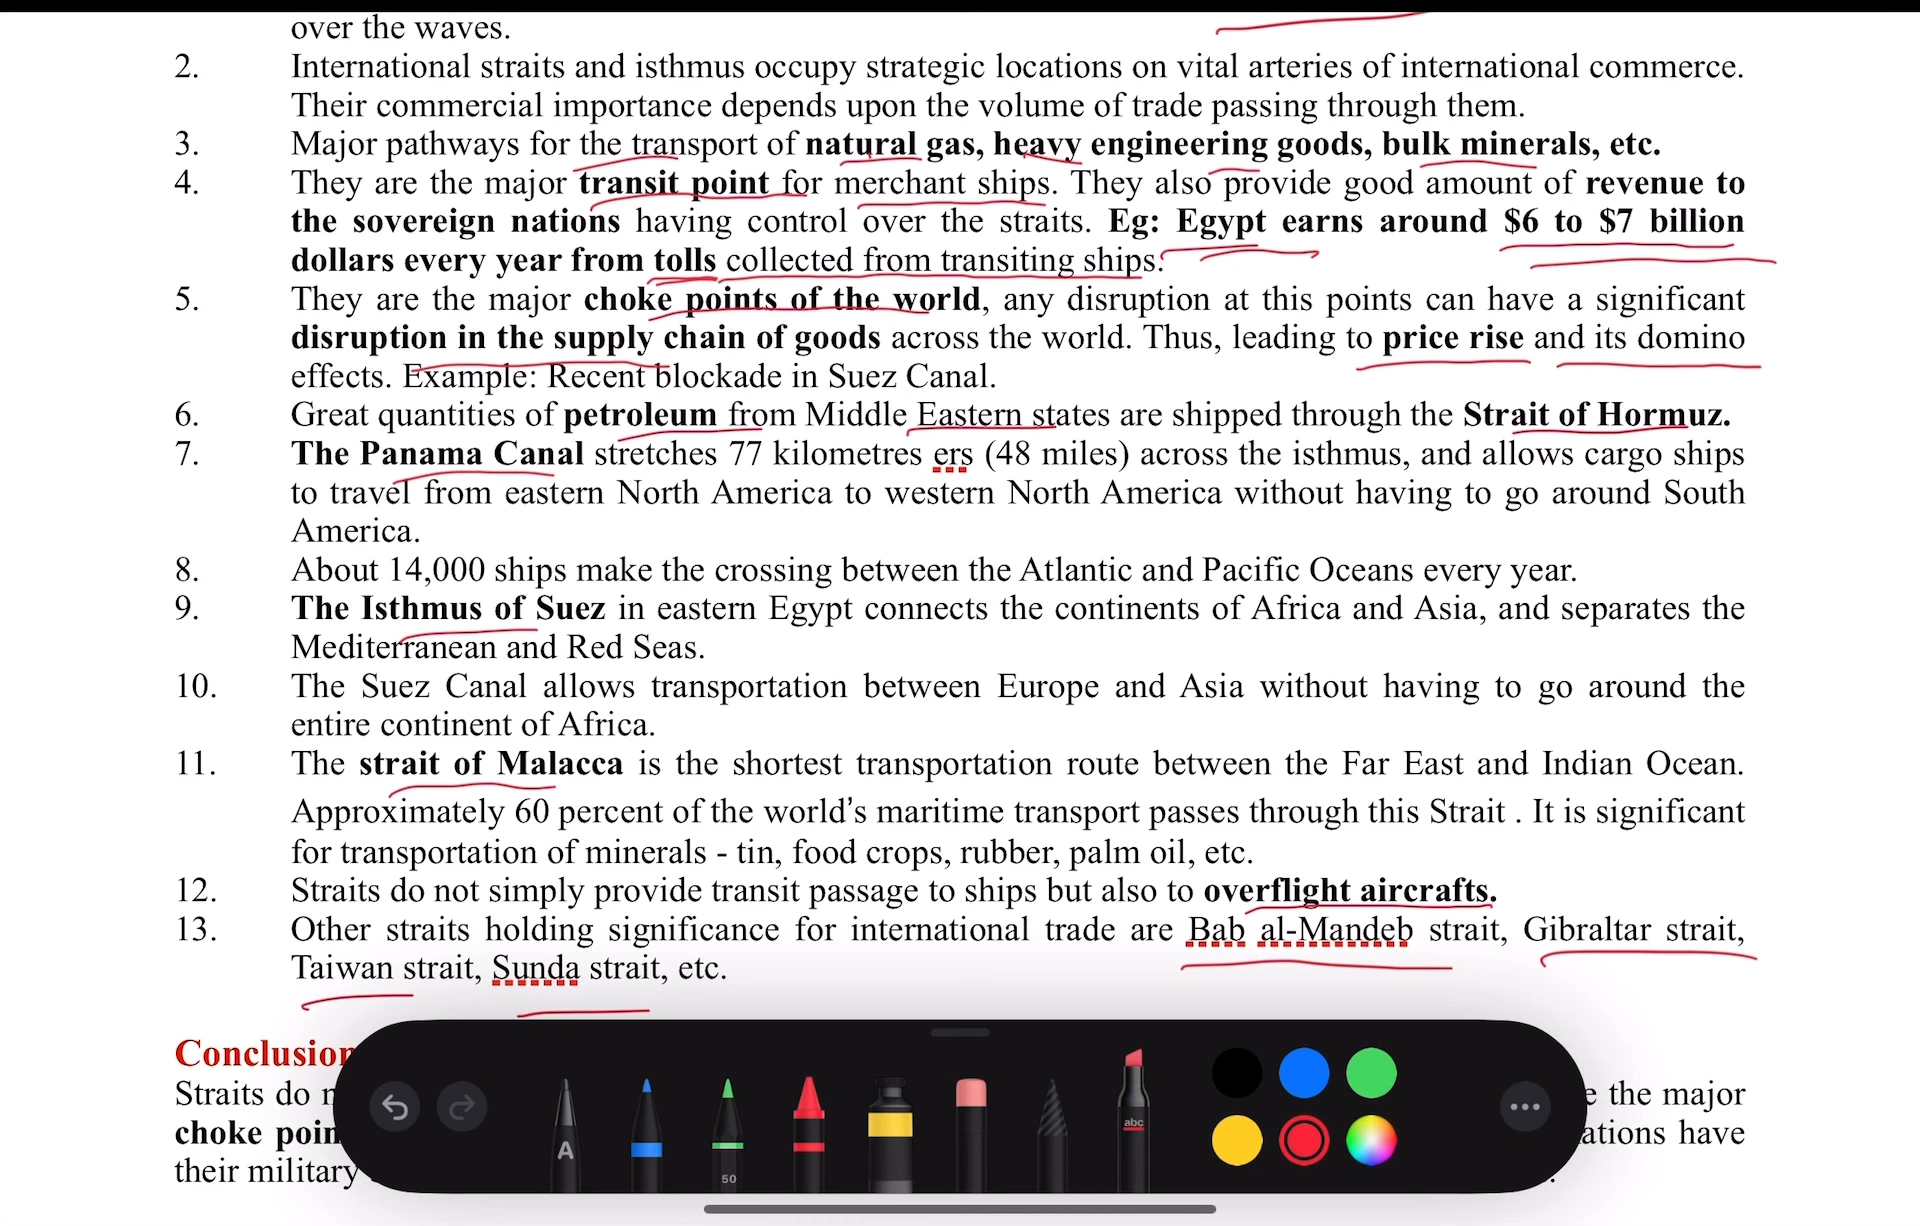 over the waves.
2. International straits and isthmus occupy strategic locations on vital arteries of international commerce.
Their commercial importance depends upon the volume of trade passing through them.
3. Major pathways for the transport of natural gas, heavy engineering goods, bulk minerals, etc.
4. They are the major transit point for merchant ships. They also provide good amount of revenue to
the sovereign nations having control over the straits. Eg: Egypt earns around $6 to $7 billion
dollars every year from tolls collected from transiting ships.
5. They are the major choke points of the world, any disruption at this points can have a significant
disruption in the supply chain of goods across the world. Thus, leading to price rise and its domino
effects. Example: Recent blockade in Suez Canal.
6. Great quantities of petroleum from Middle Eastern states are shipped through the Strait of Hormuz.
7. The Panama Canal stretches 77 kilometres ers (48 miles) across the isthmus, and allows cargo ships
to travel from eastern North America to western North America without having to go around South
America.
8. About 14,000 ships make the crossing between the Atlantic and Pacific Oceans every year.
9. The Isthmus of Suez in eastern Egypt connects the continents of Africa and Asia, and separates the
Mediterranean and Red Seas.
10. The Suez Canal allows transportation between Europe and Asia without having to go around the
entire continent of Africa.
11. The strait of Malacca is the shortest transportation route between the Far East and Indian Ocean.
Approximately 60 percent of the world's maritime transport passes through this Strait . It is significant
for transportation of minerals - tin, food crops, rubber, palm oil, etc.
12. Straits do not simply provide transit passage to ships but also to overflight aircrafts.
13. Other straits holding significance for international trade are Bab al-Mandeb strait, Gibraltar strait,
Taiwan strait, Sunda strait, etc.
Conclusion
Straits do the major
choke have
their military
A
50
abc